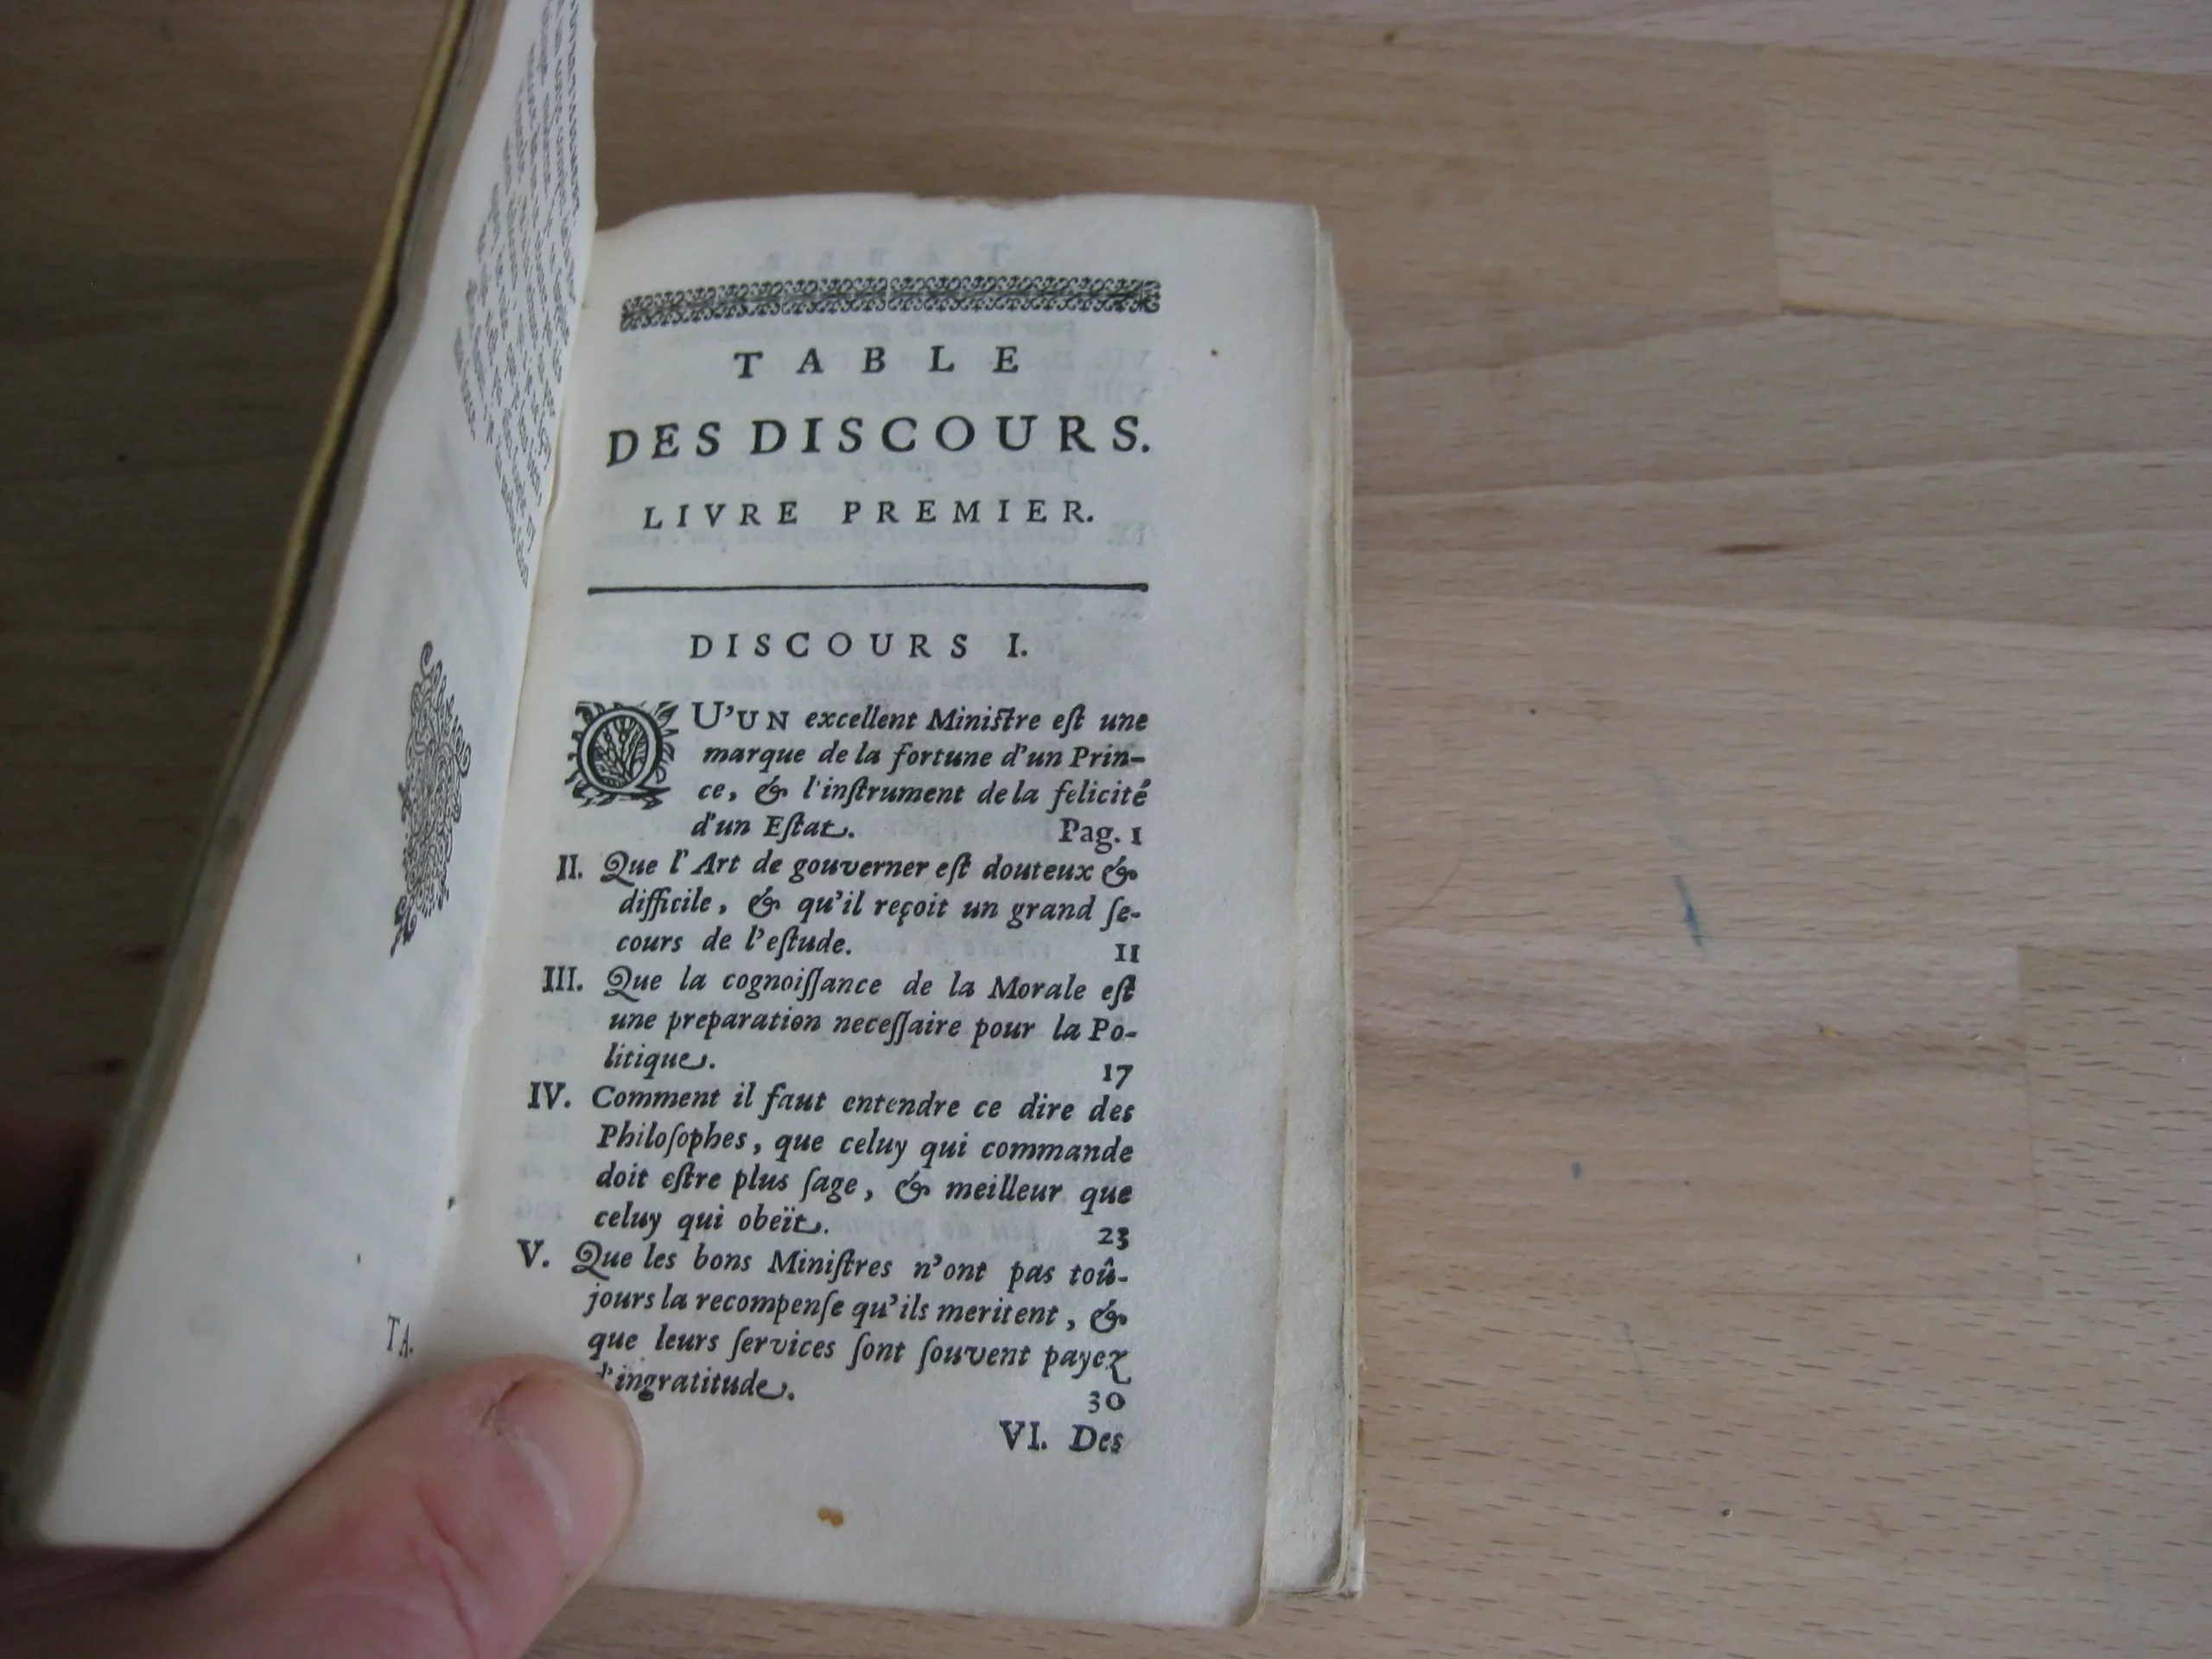 TABLE
DES DISCOURS.
LIVRE PREMIER.
DISCOURS I.
QU'UN excellent Miniſtre eſt une
marque de la fortune d'un Prin-
ce, & l'inſtrument de la felicité
d'un Eſtat. Pag. 1
II. Que l'Art de gouverner eſt douteux &
difficile, & qu'il reçoit un grand ſe-
cours de l'eſtude. 11
III. Que la cognoiſſance de la Morale eſt
une preparation neceſſaire pour la Po-
litique. 17
IV. Comment il faut entendre ce dire des
Philoſophes, que celuy qui commande
doit eſtre plus ſage, & meilleur que
celuy qui obeït. 23
V. Que les bons Miniſtres n'ont pas toû-
jours la recompenſe qu'ils meritent, &
que leurs ſervices ſont ſouvent payez
d'ingratitude. 30
VI. Des
TA.